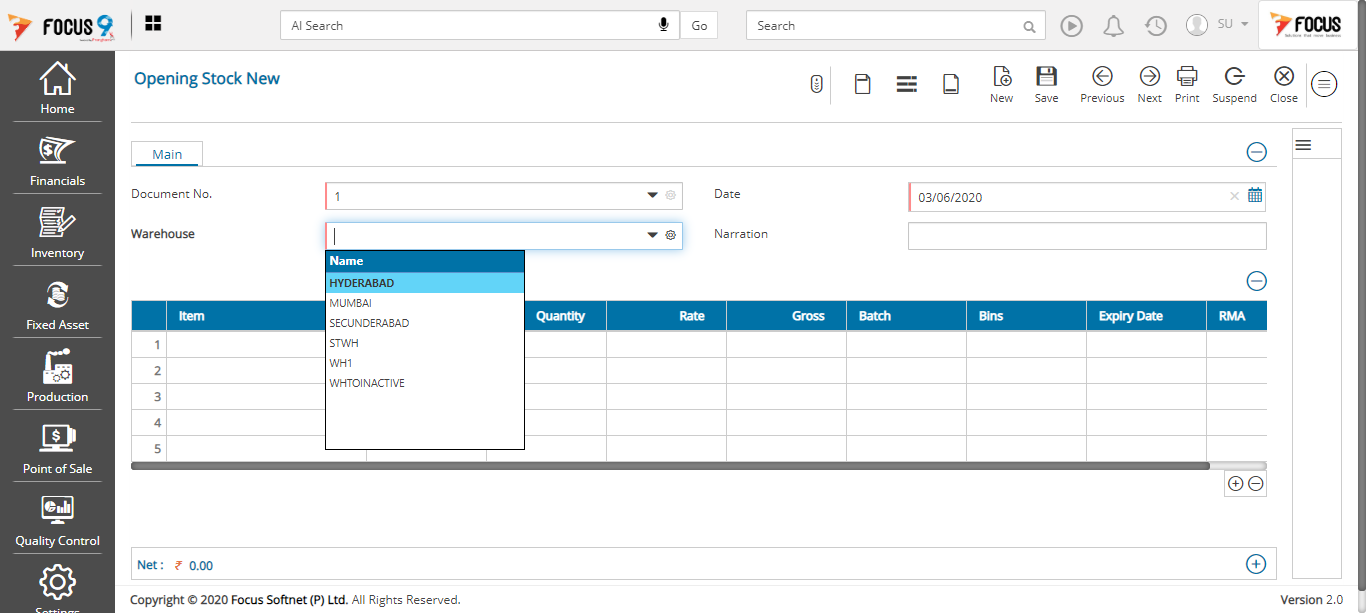 FOCUS 9
AI Search
Go
Search
SU
FOCUS
Home
Financials
Inventory
Fixed Asset
Production
Point of Sale
Quality Control
Settings
Opening Stock New
New
Save
Previous
Next
Print
Suspend
Close
Main
Document No.
1
Date
03/06/2020
Warehouse
Narration
Name
HYDERABAD
MUMBAI
SECUNDERABAD
STWH
WH1
WHTOINACTIVE
Item Quantity Rate Gross Batch Bins Expiry Date RMA
1
2
3
4
5
Net : ₹ 0.00
Copyright © 2020 Focus Softnet (P) Ltd. All Rights Reserved.
Version 2.0